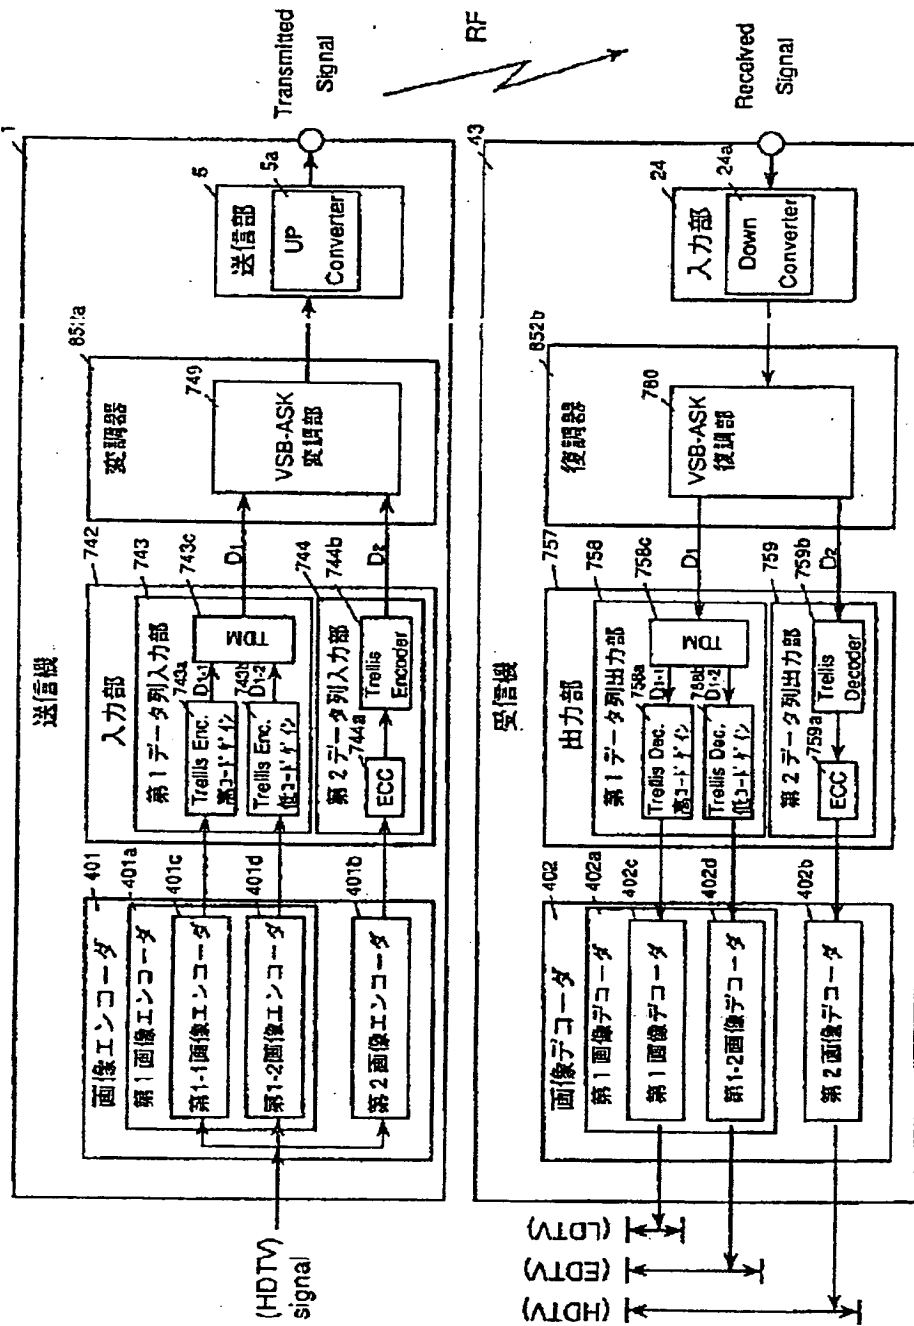 送信機
1
(HDTV)
signal
画像エンコーダ
401
第1画像エンコーダ
401a
第1-1画像エンコーダ
401c
第1-2画像エンコーダ
401d
第2画像エンコーダ
401b
入力部
742
第1データ列入力部
743
Trellis Enc.
高コードゲイン
743a
D1-1
Trellis Enc.
低コードゲイン
743b
D1-2
TDM
743c
第2データ列入力部
744
ECC
744a
Trellis
Encoder
744b
D1
D2
変調器
VSB-ASK
変調部
749
送信部
5
UP
Converter
5a
Transmitted
Signal
RF
受信機
43
Received
Signal
入力部
24
Down
Converter
24a
復調器
852b
VSB-ASK
復調部
760
D1
D2
出力部
757
第1データ列出力部
758
TDM
758c
Trellis Dec.
高コードゲイン
758a
D1-1
Trellis Dec.
低コードゲイン
758b
D1-2
第2データ列出力部
759
Trellis
Decoder
759b
ECC
759a
画像デコーダ
402
第1画像デコーダ
402a
第1画像デコーダ
402c
第1-2画像デコーダ
402d
第2画像デコーダ
402b
(LDTV)
(EDTV)
(HDTV)